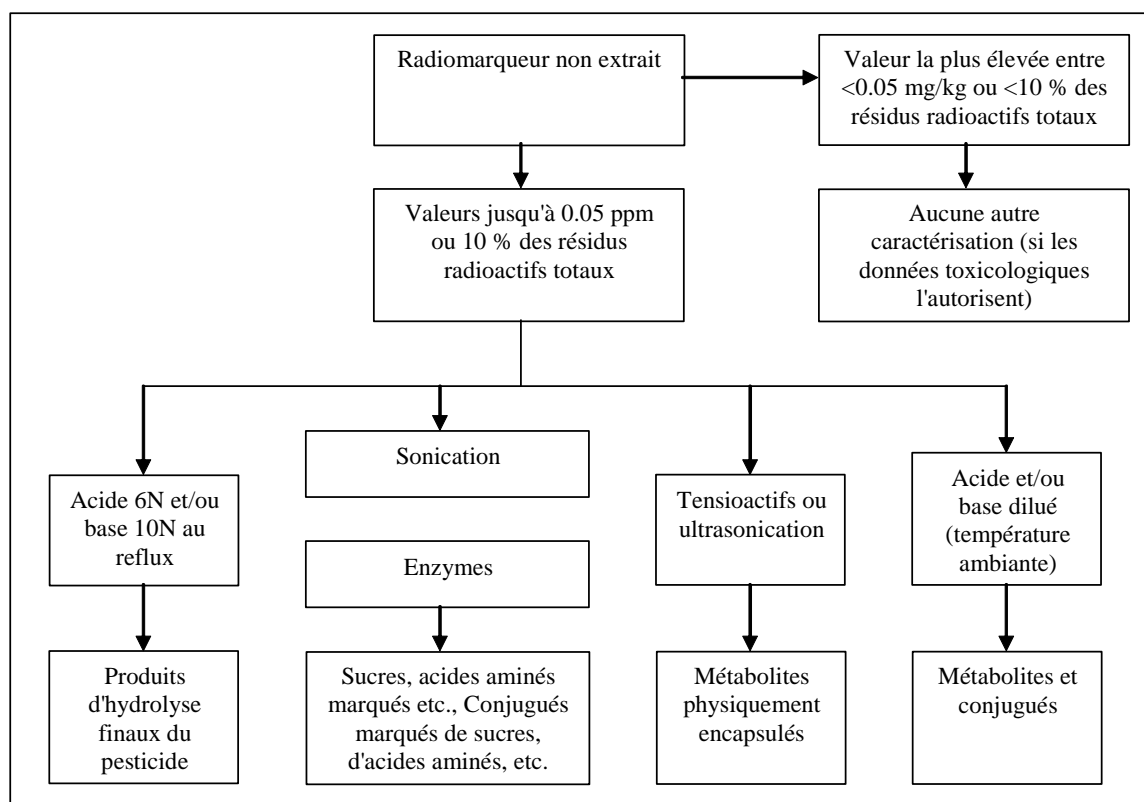 Radiomarqueur non extrait
Valeur la plus élevée entre
<0.05 mg/kg ou <10 % des
résidus radioactifs totaux
Valeurs jusqu'à 0.05 ppm
ou 10 % des résidus
radioactifs totaux
Aucune autre
caractérisation (si les
données toxicologiques
l'autorisent)
Acide 6N et/ou
base 10N au
reflux
Sonication
Enzymes
Tensioactifs ou
ultrasonication
Acide et/ou
base dilué
(température
ambiante)
Produits
d'hydrolyse
finaux du
pesticide
Sucres, acides aminés
marqués etc., Conjugués
marqués de sucres,
d'acides aminés, etc.
Métabolites
physiquement
encapsulés
Métabolites et
conjugués